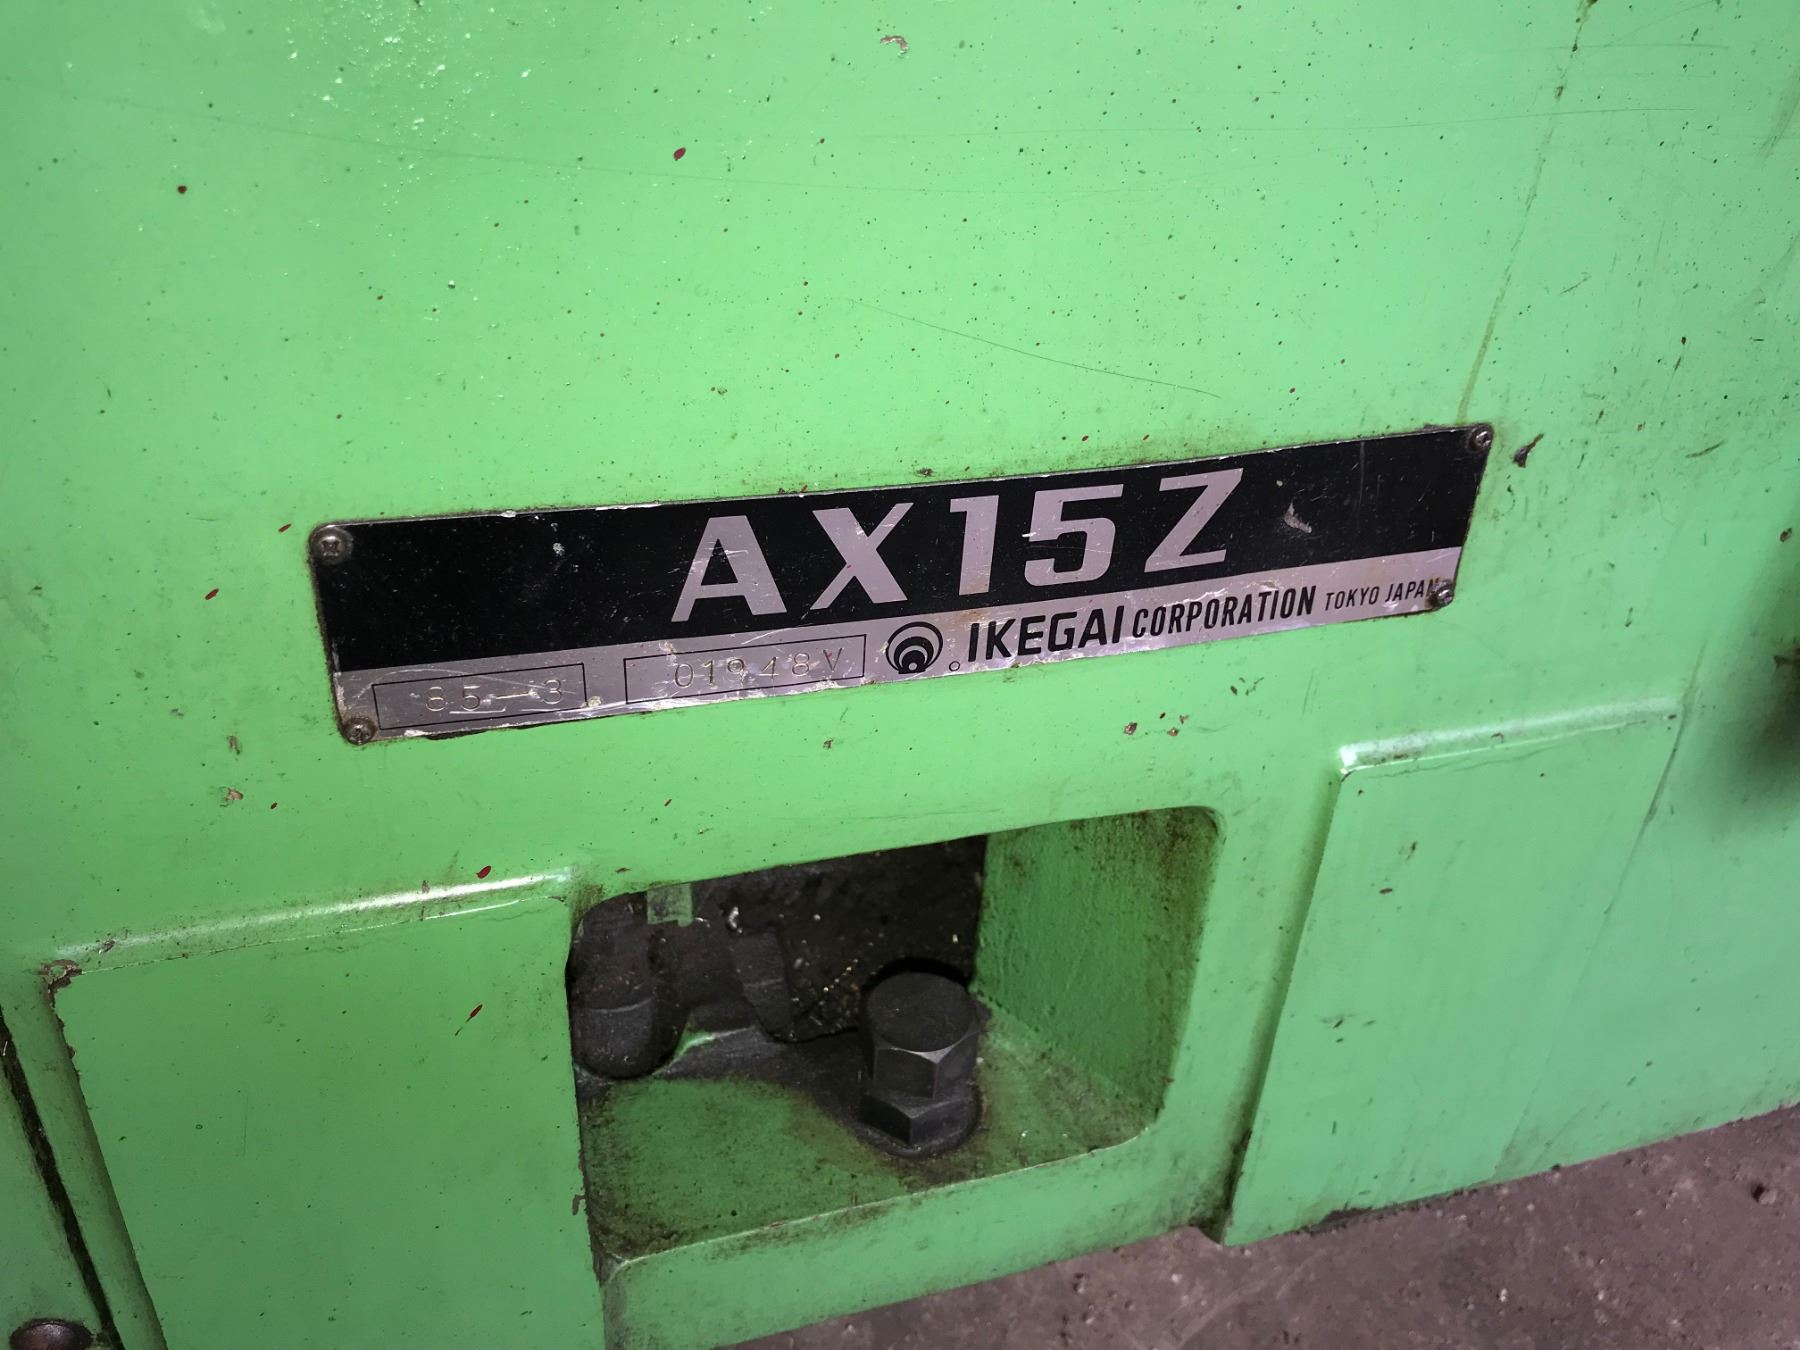 AX15Z
85-3 01948V IKEGAI CORPORATION TOKYO JAPAN